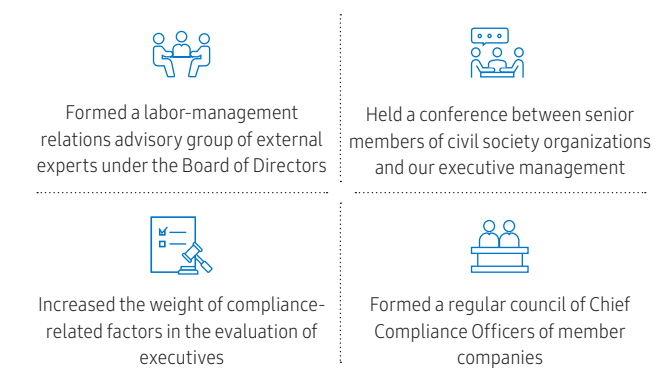 Formed a labor-management
relations advisory group of external
experts under the Board of Directors
Held a conference between senior
members of civil society organizations
and our executive management
Increased the weight of compliance-
related factors in the evaluation of
executives
Formed a regular council of Chief
Compliance Officers of member
companies